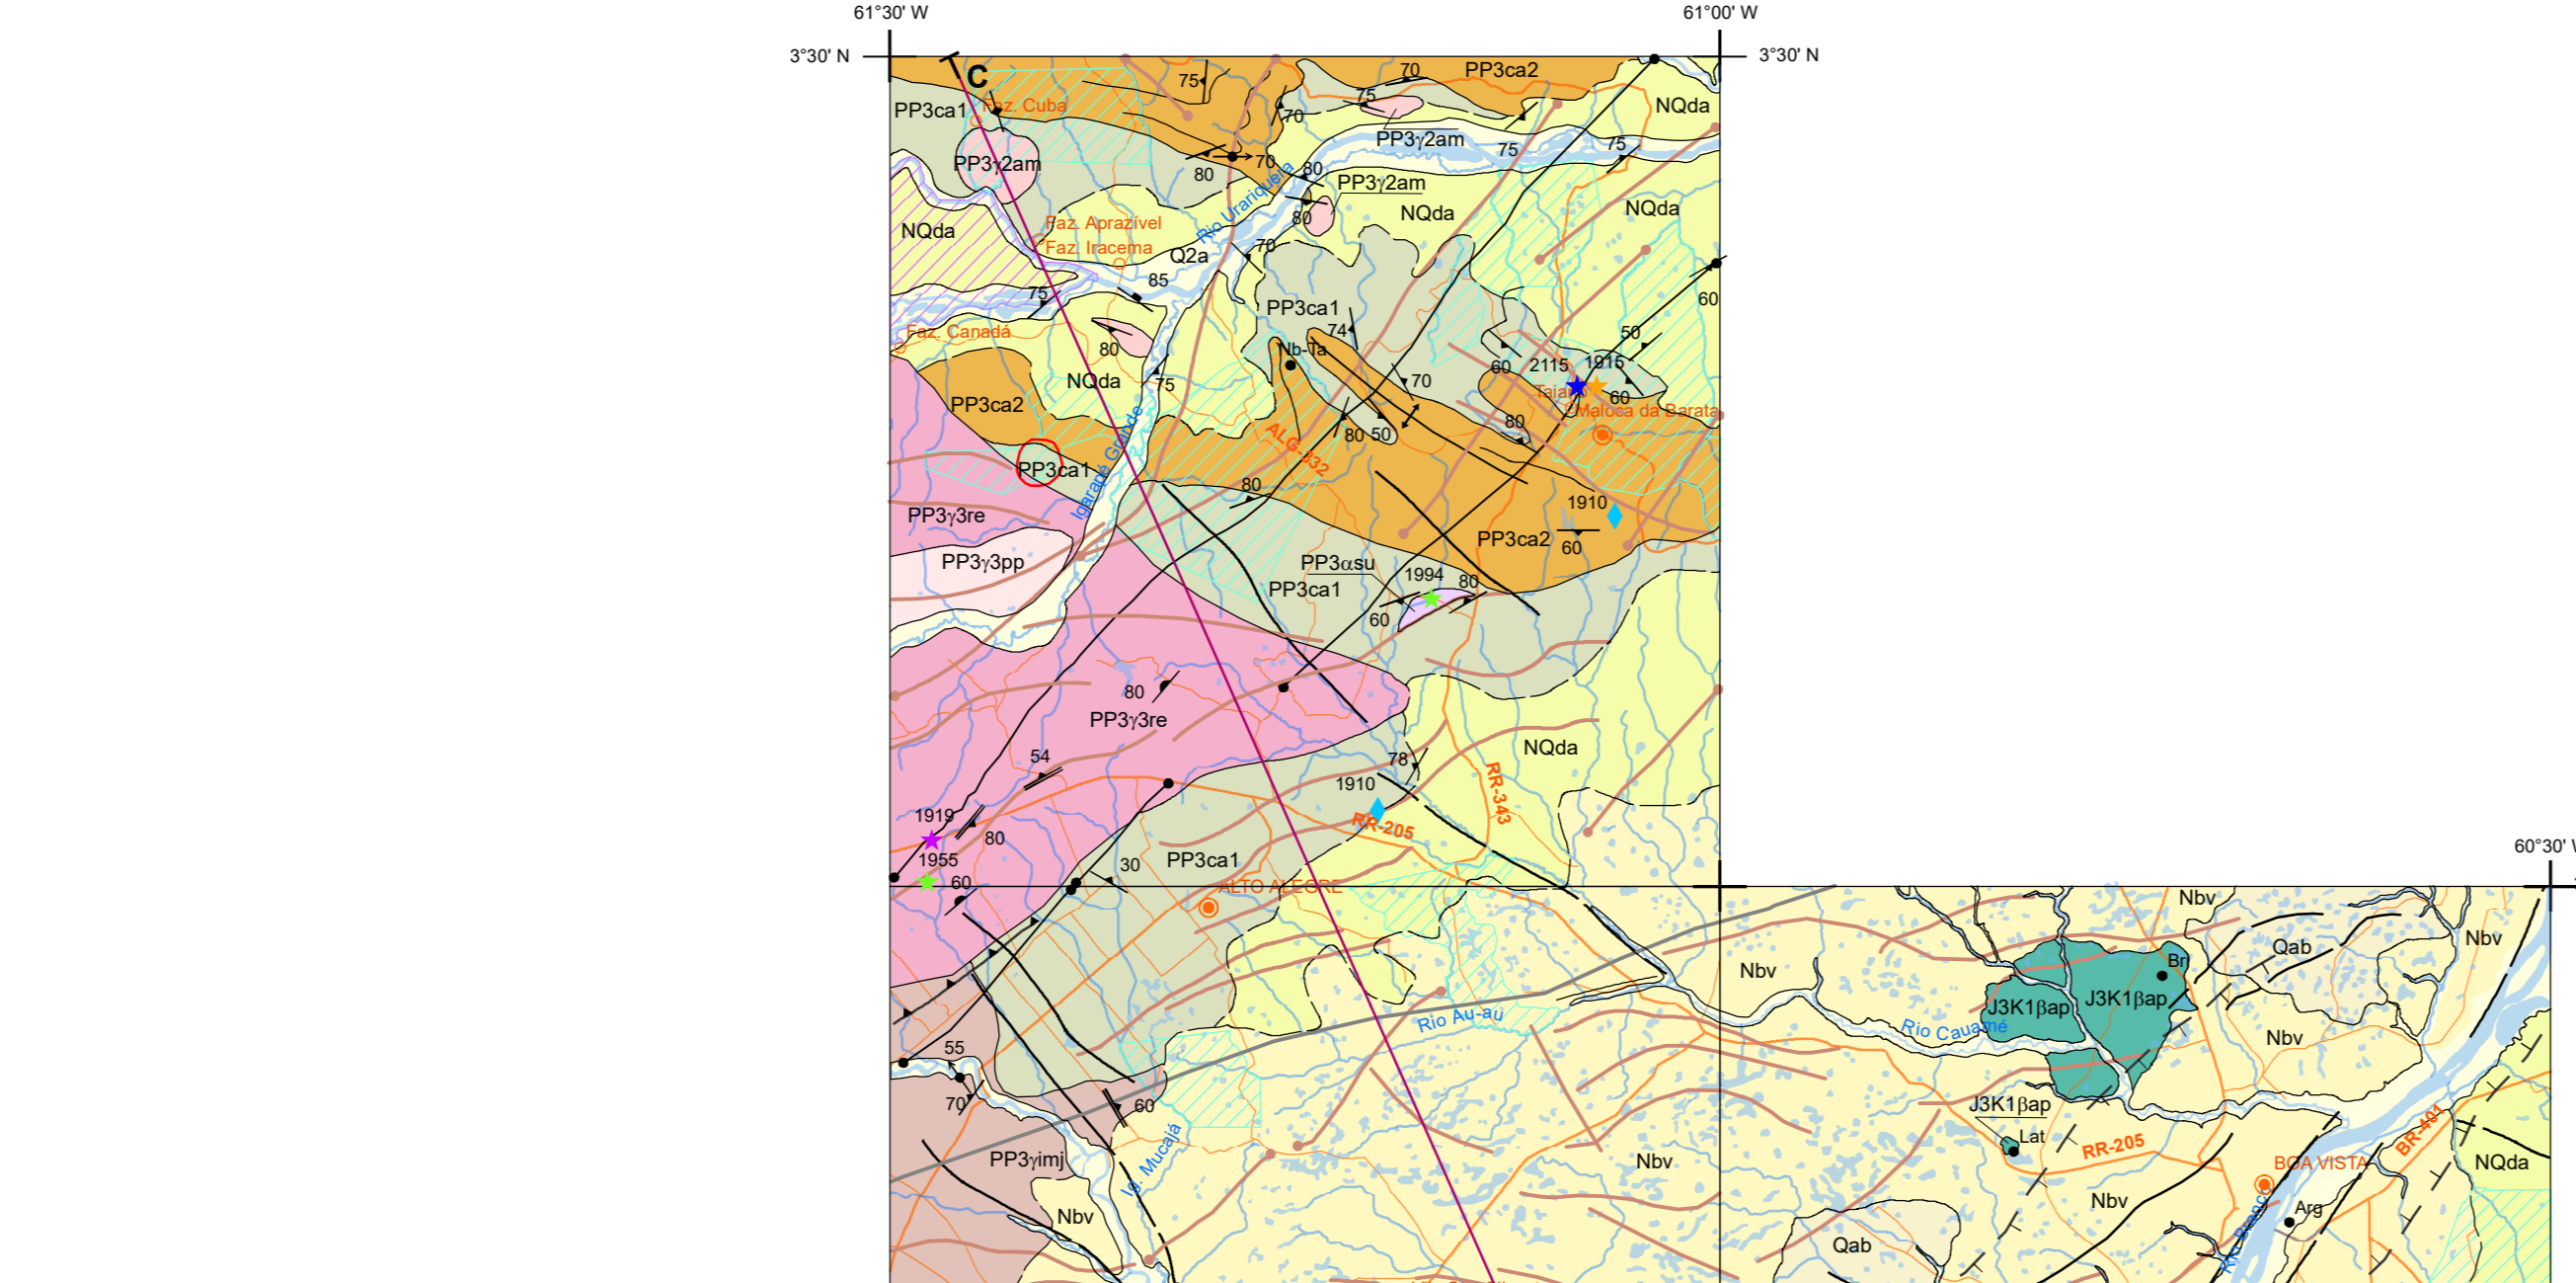 61°30' W
61°00' W
3°30' N
3°30' N
C
PP3ca1
Faz. Cuba
75
70
PP3ca2
75
NQda
70
PP3γ2am
PP3γ2am
75
75
70
80
80
PP3γ2am
Rio Urariquera
80
NQda
NQda
NQda
Faz. Aprazível
Faz. Iracema
Q2a
70
85
75
60
PP3ca1
74
Faz. Canadá
80
Nb-Ta
50
60
2115
1915
NQda
75
70
Taiano
60
PP3ca2
Maloca da Barata
80
ALG-332
80
50
PP3ca1
Igarapé Grande
80
1910
PP3γ3re
PP3ca2
60
PP3γ3pp
PP3αsu
1994
80
PP3ca1
60
80
PP3γ3re
54
78
NQda
1910
RR-343
1919
80
RR-205
60°30' W
1955
60
30
PP3ca1
ALTO ALEGRE
Nbv
Qab
Nbv
Nbv
Bri
J3K1βap
J3K1βap
Rio Au-au
Rio Cauamé
Nbv
55
70
60
J3K1βap
Lat
RR-205
BR-401
PP3γimj
Ig. Mucajá
Nbv
BOA VISTA
NQda
Nbv
Nbv
Arg
Rio Branco
Qab